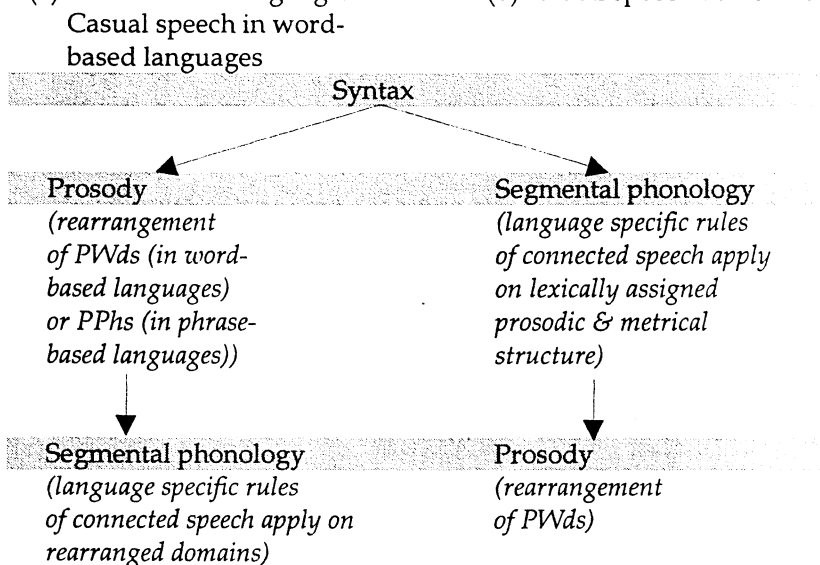 Casual speech in word-
based languages
Syntax
Prosody
(rearrangement
of PWds (in word-
based languages)
or PPhs (in phrase-
based languages))
Segmental phonology
(language specific rules
of connected speech apply
on lexically assigned
prosodic & metrical
structure)
Segmental phonology
(language specific rules
of connected speech apply on
rearranged domains)
Prosody
(rearrangement
of PWds)